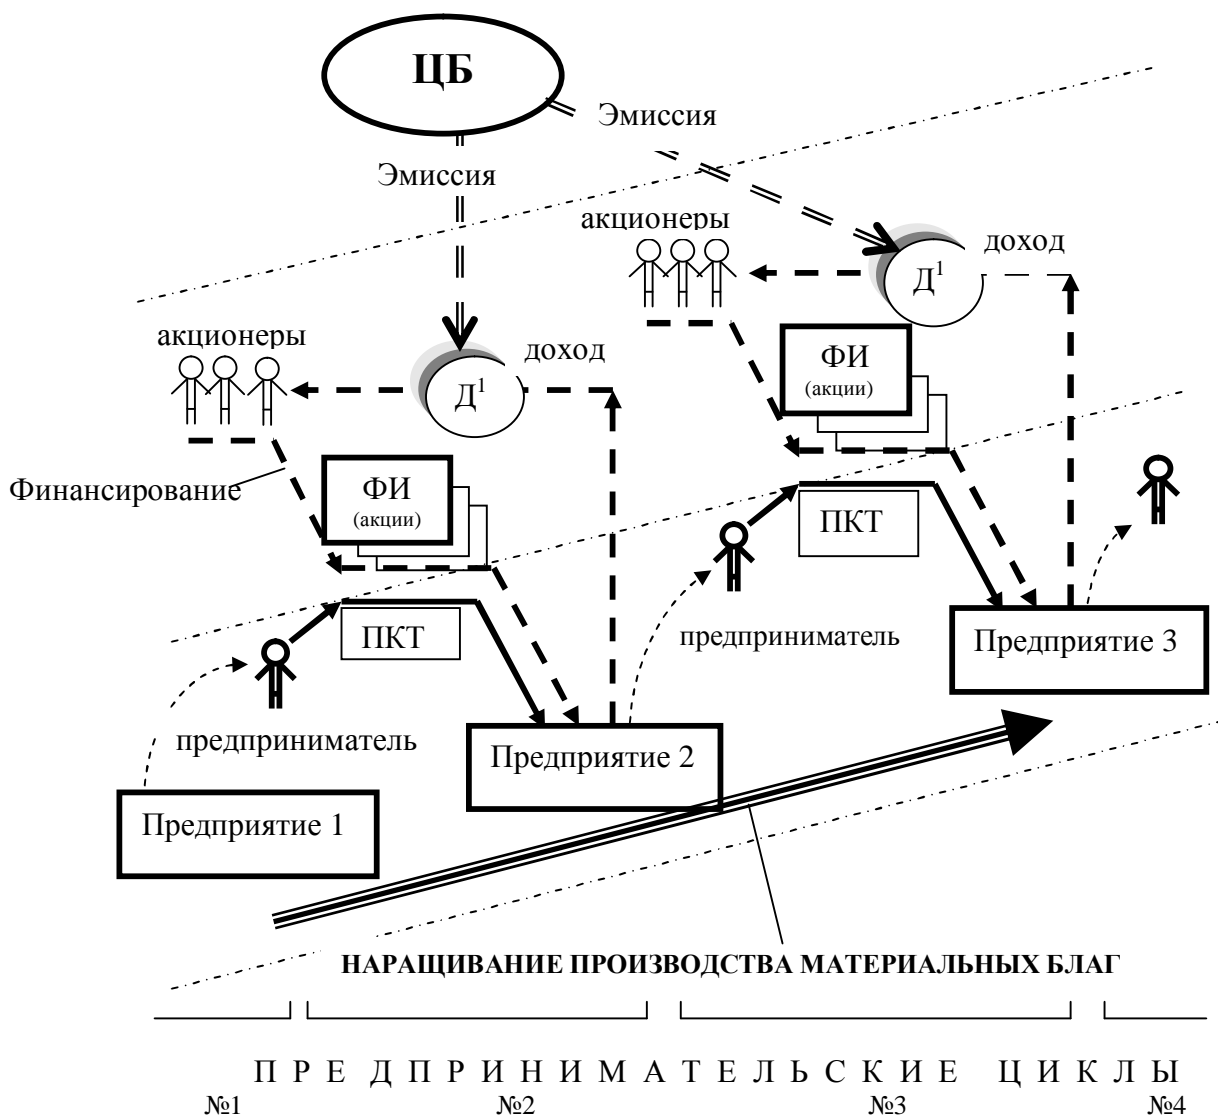 ЦБ
Эмиссия
Эмиссия
акционеры
доход
Д¹
акционеры
доход
ФИ
(акции)
Д¹
Финансирование
ФИ
(акции)
ПКТ
ПКТ
предприниматель
Предприятие 3
предприниматель
Предприятие 2
Предприятие 1
НАРАЩИВАНИЕ ПРОИЗВОДСТВА МАТЕРИАЛЬНЫХ БЛАГ
П Р Е Д П Р И Н И М А Т Е Л Ь С К И Е Ц И К Л Ы
№1 №2 №3 №4